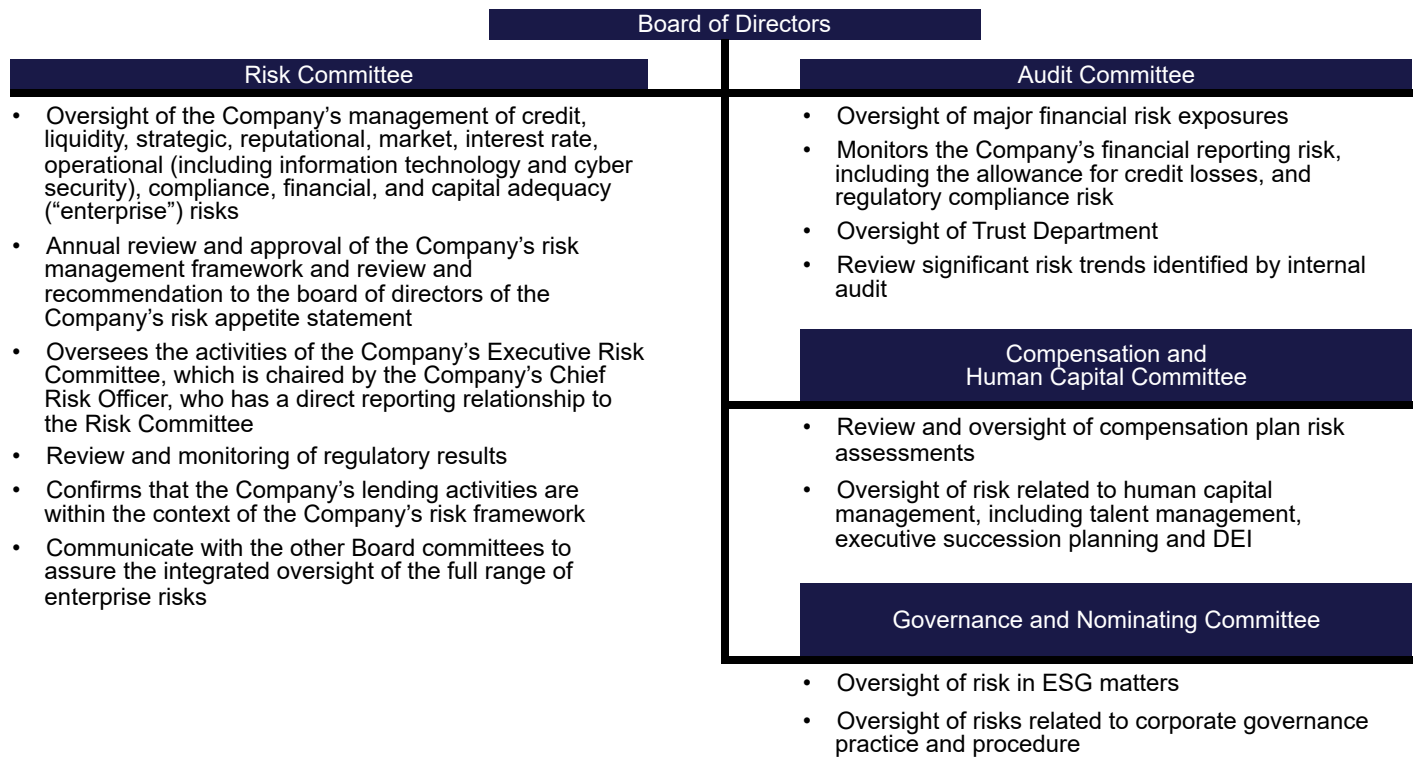 Board of Directors
Risk Committee
• Oversight of the Company’s management of credit,
liquidity, strategic, reputational, market, interest rate,
operational (including information technology and cyber
security), compliance, financial, and capital adequacy
(“enterprise”) risks
• Annual review and approval of the Company’s risk
management framework and review and
recommendation to the board of directors of the
Company’s risk appetite statement
• Oversees the activities of the Company’s Executive Risk
Committee, which is chaired by the Company’s Chief
Risk Officer, who has a direct reporting relationship to
the Risk Committee
• Review and monitoring of regulatory results
• Confirms that the Company’s lending activities are
within the context of the Company’s risk framework
• Communicate with the other Board committees to
assure the integrated oversight of the full range of
enterprise risks
Audit Committee
• Oversight of major financial risk exposures
• Monitors the Company’s financial reporting risk,
including the allowance for credit losses, and
regulatory compliance risk
• Oversight of Trust Department
• Review significant risk trends identified by internal
audit
Compensation and
Human Capital Committee
• Review and oversight of compensation plan risk
assessments
• Oversight of risk related to human capital
management, including talent management,
executive succession planning and DEI
Governance and Nominating Committee
• Oversight of risk in ESG matters
• Oversight of risks related to corporate governance
practice and procedure